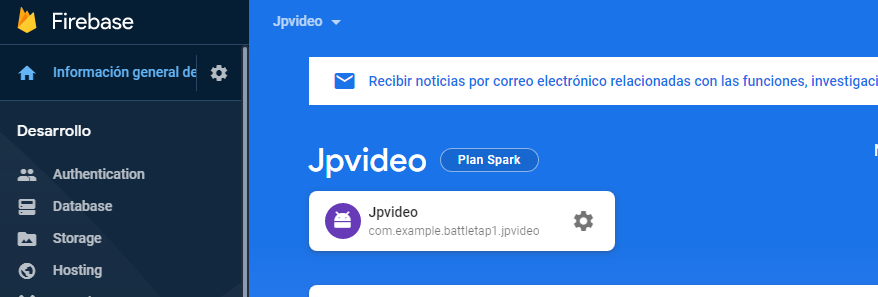 Firebase
Jpvideo
Información general de
Recibir noticias por correo electrónico relacionadas con las funciones, investigaci
Desarrollo
Jpvideo
Plan Spark
Authentication
Jpvideo
com.example.battletap1.jpvideo
Database
Storage
Hosting